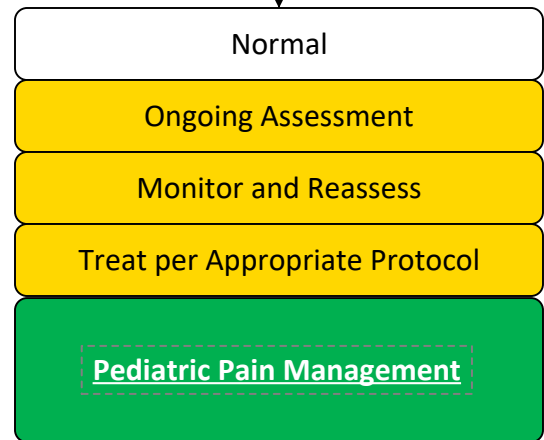 Normal
Ongoing Assessment
Monitor and Reassess
Treat per Appropriate Protocol
Pediatric Pain Management